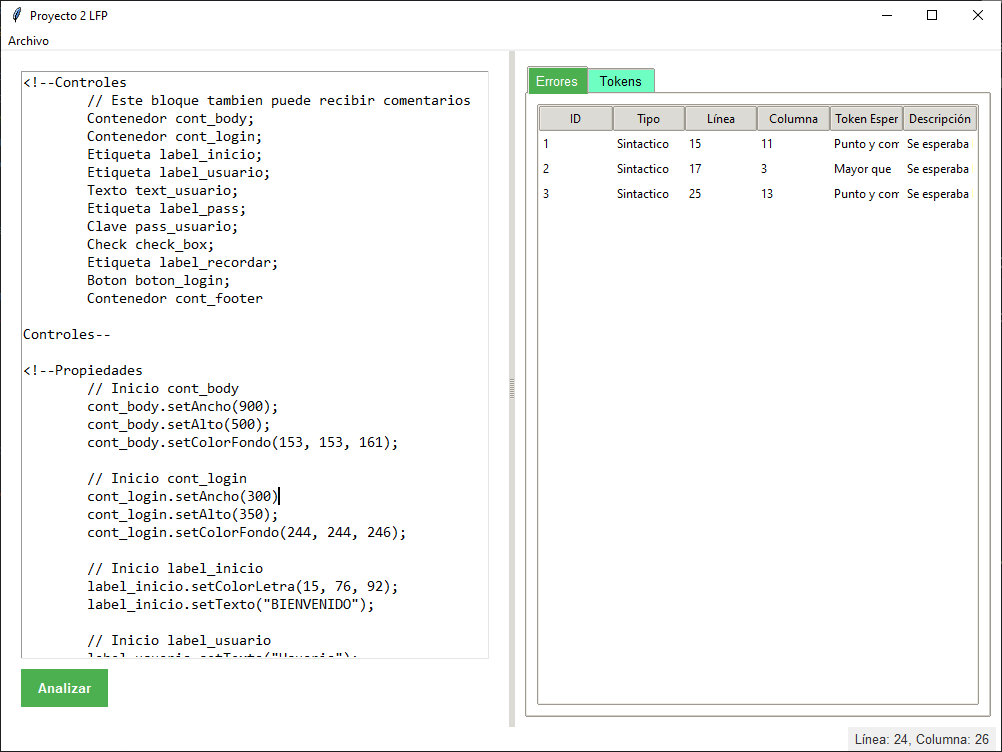 Proyecto 2 LFP
Archivo
<!--Controles
// Este bloque tambien puede recibir comentarios
Contenedor cont_body;
Contenedor cont_login;
Etiqueta label_inicio;
Etiqueta label_usuario;
Texto text_usuario;
Etiqueta label_pass;
Clave pass_usuario;
Check check_box;
Etiqueta label_recordar;
Boton boton_login;
Contenedor cont_footer
Controles--
<!--Propiedades
// Inicio cont_body
cont_body.setAncho(900);
cont_body.setAlto(500);
cont_body.setColorFondo(153, 153, 161);
// Inicio cont_login
cont_login.setAncho(300)
cont_login.setAlto(350);
cont_login.setColorFondo(244, 244, 246);
// Inicio label_inicio
label_inicio.setColorLetra(15, 76, 92);
label_inicio.setTexto("BIENVENIDO");
// Inicio label_usuario
label_usuario.setTexto("Usuario");
Analizar
Errores Tokens
ID Tipo Línea Columna Token Esper Descripción
1 Sintactico 15 11 Punto y com Se esperaba
2 Sintactico 17 3 Mayor que Se esperaba
3 Sintactico 25 13 Punto y com Se esperaba
Línea: 24, Columna: 26